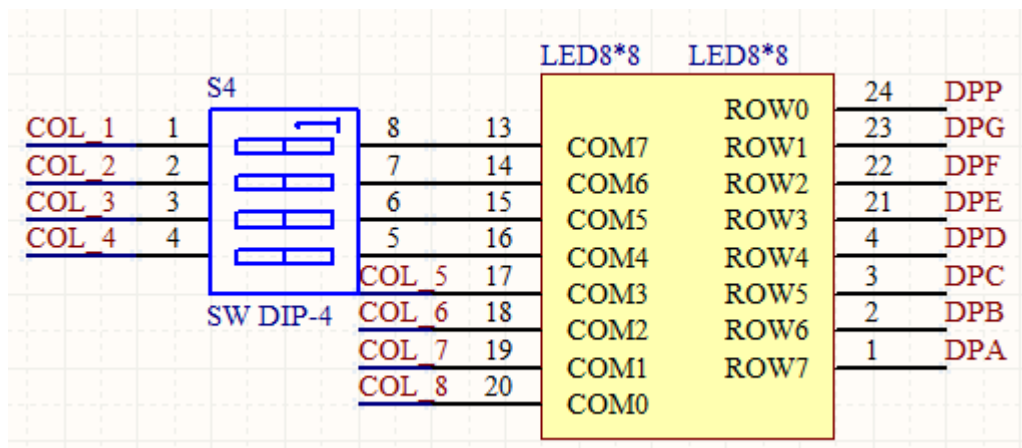 LED8*8 LED8*8
S4
1
COL_1 1 8 13 COM7
COL_2 2 7 14 COM6
COL_3 3 6 15 COM5
COL_4 4 5 16 COM4
COL_5 17 COM3
COL_6 18 COM2
COL_7 19 COM1
COL_8 20 COM0
SW DIP-4
ROW0 24 DPP
ROW1 23 DPG
ROW2 22 DPF
ROW3 21 DPE
ROW4 4 DPD
ROW5 3 DPC
ROW6 2 DPB
ROW7 1 DPA